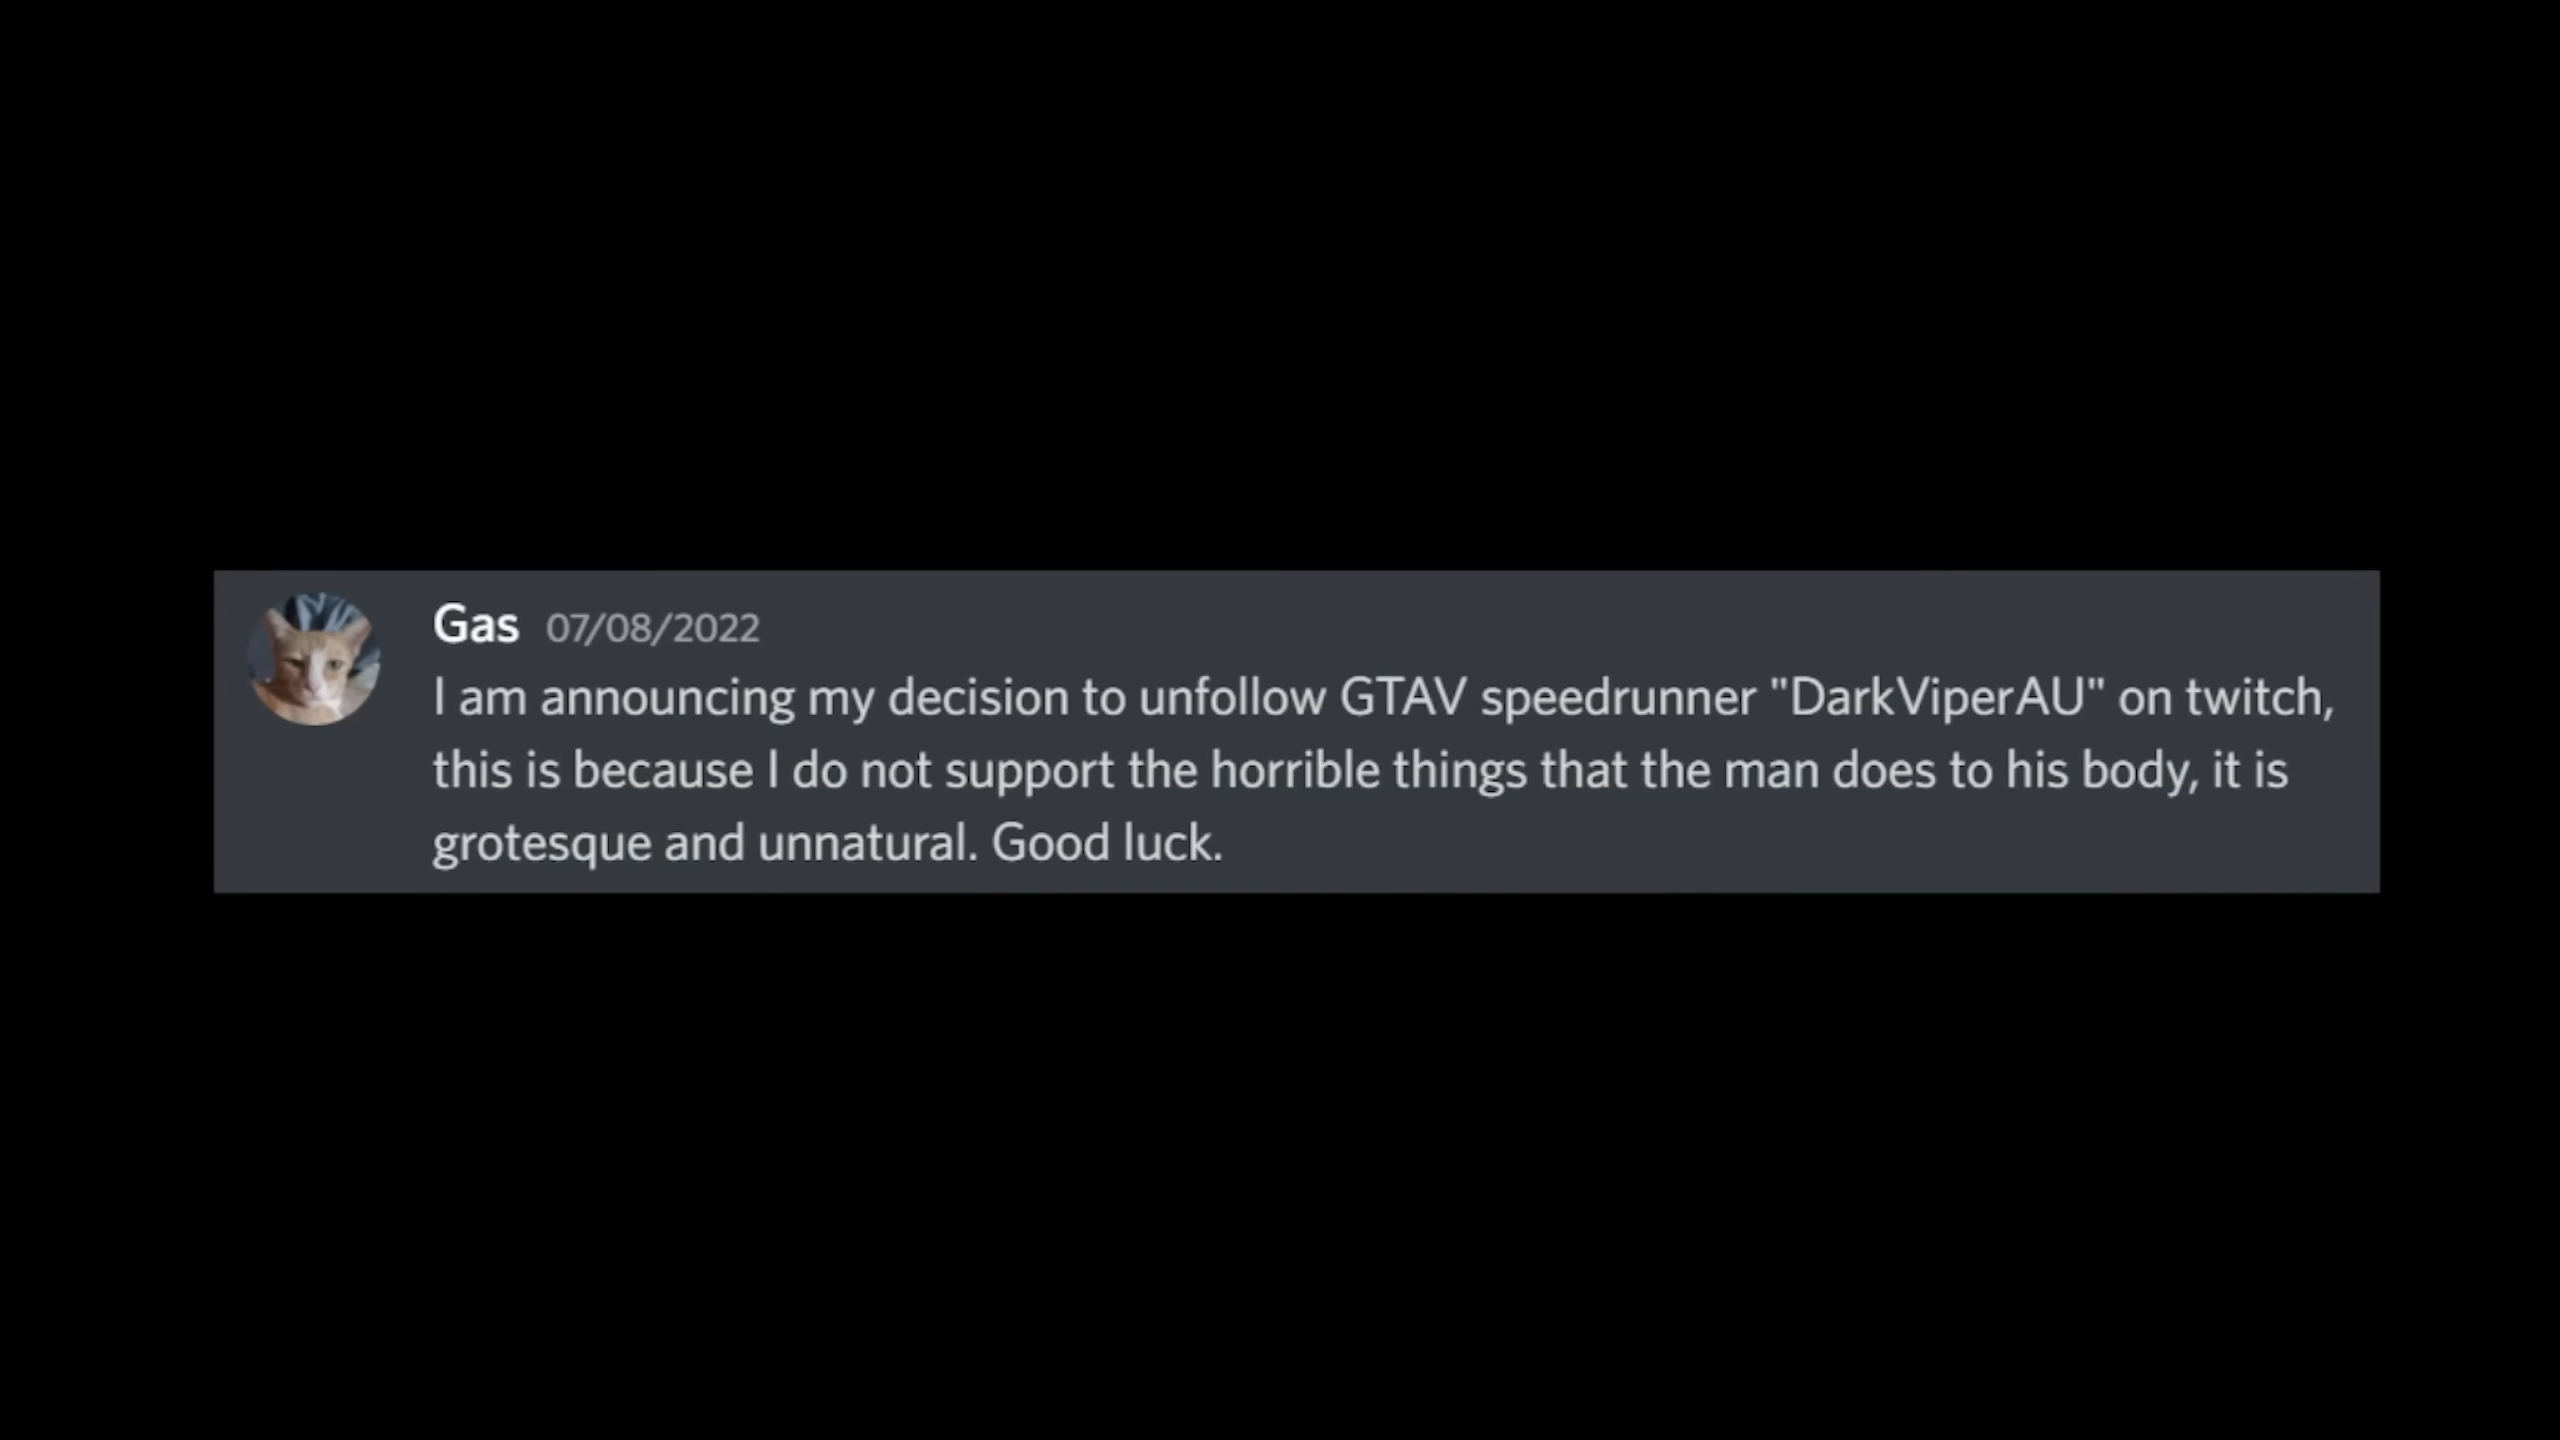 Gas 07/08/2022
I am announcing my decision to unfollow GTAV speedrunner "DarkViperAU" on twitch,
this is because I do not support the horrible things that the man does to his body, it is
grotesque and unnatural. Good luck.